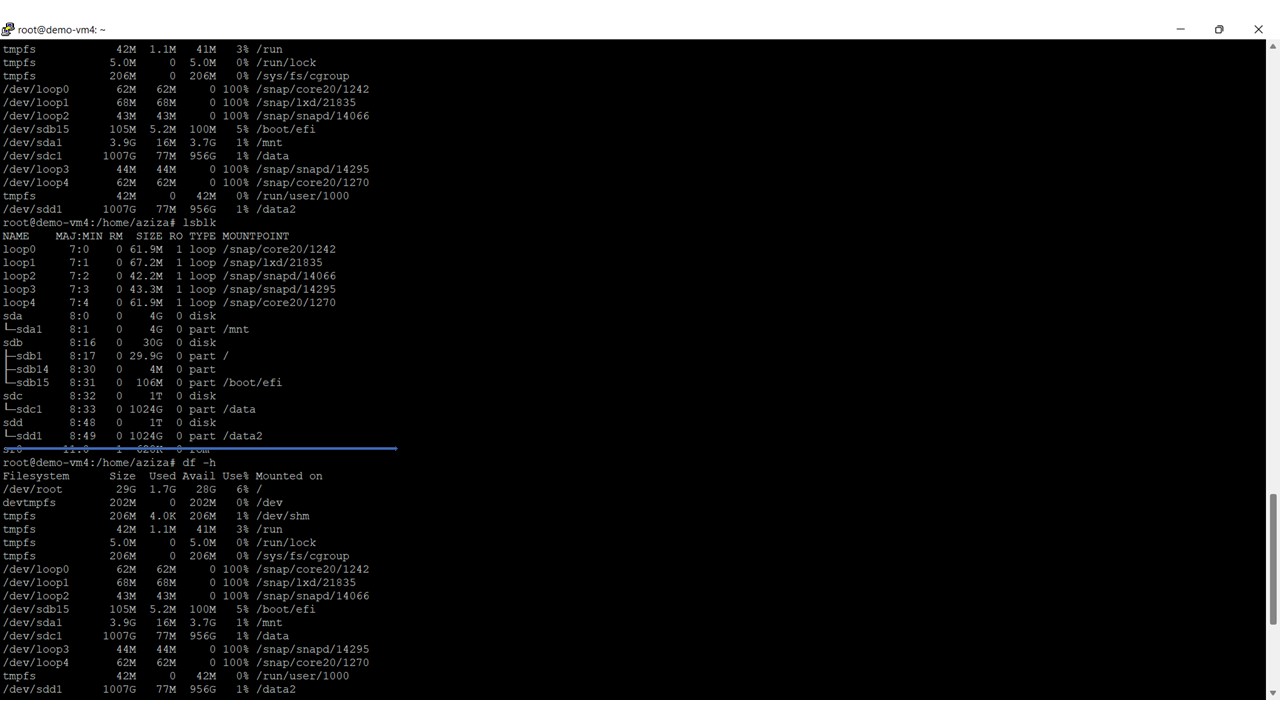 root@demo-vm4: ~
tmpfs 42M 1.1M 41M 3% /run
tmpfs 5.0M 0 5.0M 0% /run/lock
tmpfs 206M 0 206M 0% /sys/fs/cgroup
/dev/loop0 62M 62M 0 100% /snap/core20/1242
/dev/loop1 68M 68M 0 100% /snap/lxd/21835
/dev/loop2 43M 43M 0 100% /snap/snapd/14066
/dev/sdb15 105M 5.2M 100M 5% /boot/efi
/dev/sda1 3.9G 16M 3.7G 1% /mnt
/dev/sdc1 1007G 77M 956G 1% /data
/dev/loop3 44M 44M 0 100% /snap/snapd/14295
/dev/loop4 62M 62M 0 100% /snap/core20/1270
tmpfs 42M 0 42M 0% /run/user/1000
/dev/sdd1 1007G 77M 956G 1% /data2
root@demo-vm4:/home/aziza# lsblk
NAME MAJ:MIN RM SIZE RO TYPE MOUNTPOINT
loop0 7:0 0 61.9M 1 loop /snap/core20/1242
loop1 7:1 0 67.2M 1 loop /snap/lxd/21835
loop2 7:2 0 42.2M 1 loop /snap/snapd/14066
loop3 7:3 0 43.3M 1 loop /snap/snapd/14295
loop4 7:4 0 61.9M 1 loop /snap/core20/1270
sda 8:0 0 4G 0 disk
└─sda1 8:1 0 4G 0 part /mnt
sdb 8:16 0 30G 0 disk
├─sdb1 8:17 0 29.9G 0 part /
├─sdb14 8:30 0 4M 0 part
└─sdb15 8:31 0 106M 0 part /boot/efi
sdc 8:32 0 1T 0 disk
└─sdc1 8:33 0 1024G 0 part /data
sdd 8:48 0 1T 0 disk
└─sdd1 8:49 0 1024G 0 part /data2
sr0 11:0 1 628K 0 rom
root@demo-vm4:/home/aziza# df -h
Filesystem Size Used Avail Use% Mounted on
/dev/root 29G 1.7G 28G 6% /
devtmpfs 202M 0 202M 0% /dev
tmpfs 206M 4.0K 206M 1% /dev/shm
tmpfs 42M 1.1M 41M 3% /run
tmpfs 5.0M 0 5.0M 0% /run/lock
tmpfs 206M 0 206M 0% /sys/fs/cgroup
/dev/loop0 62M 62M 0 100% /snap/core20/1242
/dev/loop1 68M 68M 0 100% /snap/lxd/21835
/dev/loop2 43M 43M 0 100% /snap/snapd/14066
/dev/sdb15 105M 5.2M 100M 5% /boot/efi
/dev/sda1 3.9G 16M 3.7G 1% /mnt
/dev/sdc1 1007G 77M 956G 1% /data
/dev/loop3 44M 44M 0 100% /snap/snapd/14295
/dev/loop4 62M 62M 0 100% /snap/core20/1270
tmpfs 42M 0 42M 0% /run/user/1000
/dev/sdd1 1007G 77M 956G 1% /data2